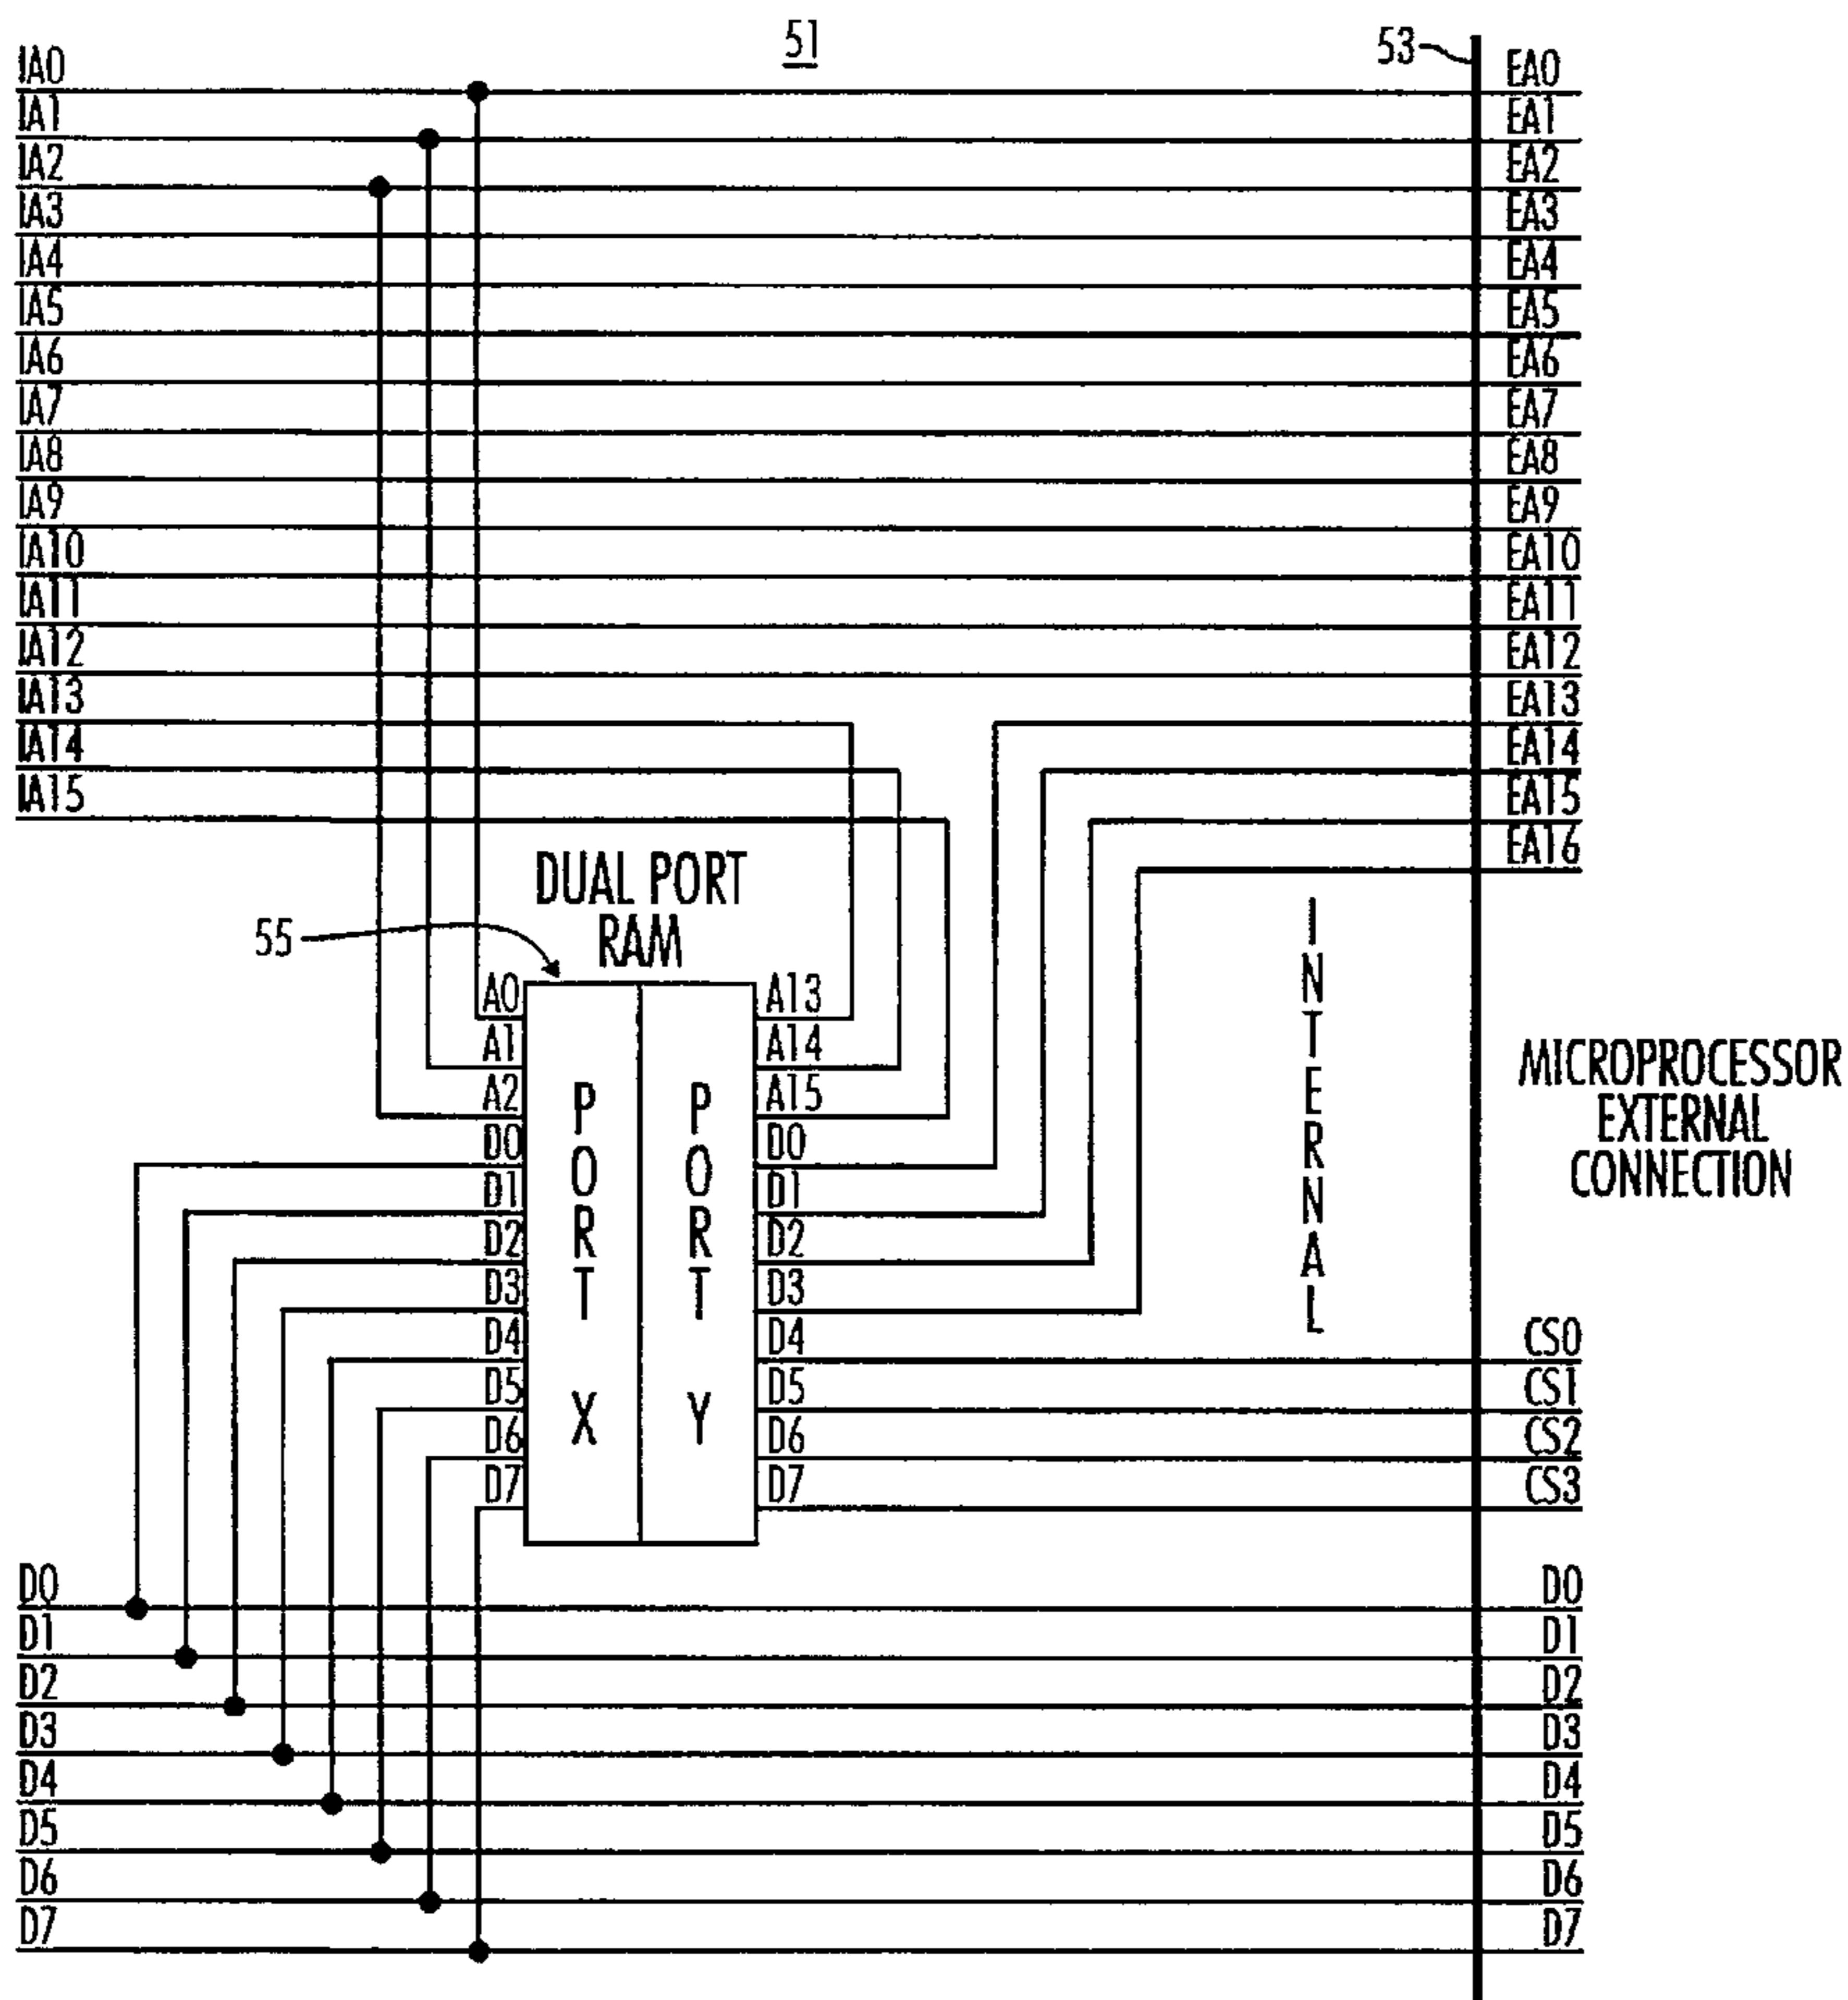 51
53
IA0
IA1
IA2
IA3
IA4
IA5
IA6
IA7
IA8
IA9
IA10
IA11
IA12
IA13
IA14
IA15
EA0
EA1
EA2
EA3
EA4
EA5
EA6
EA7
EA8
EA9
EA10
EA11
EA12
EA13
EA14
EA15
EA16
DUAL PORT
RAM
55
A0
A1
A2
D0
D1
D2
D3
D4
D5
D6
D7
PORT X
PORT Y
A13
A14
A15
D0
D1
D2
D3
D4
D5
D6
D7
INTERNAL
MICROPROCESSOR
EXTERNAL
CONNECTION
CS0
CS1
CS2
CS3
D0
D1
D2
D3
D4
D5
D6
D7
D0
D1
D2
D3
D4
D5
D6
D7